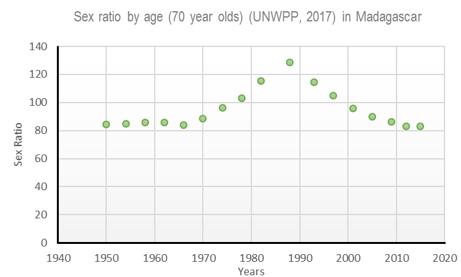 Sex ratio by age (70 year olds) (UNWPP, 2017) in Madagascar
140
120
100
80
60
40
20
0
Sex Ratio
1940 1950 1960 1970 1980 1990 2000 2010 2020
Years